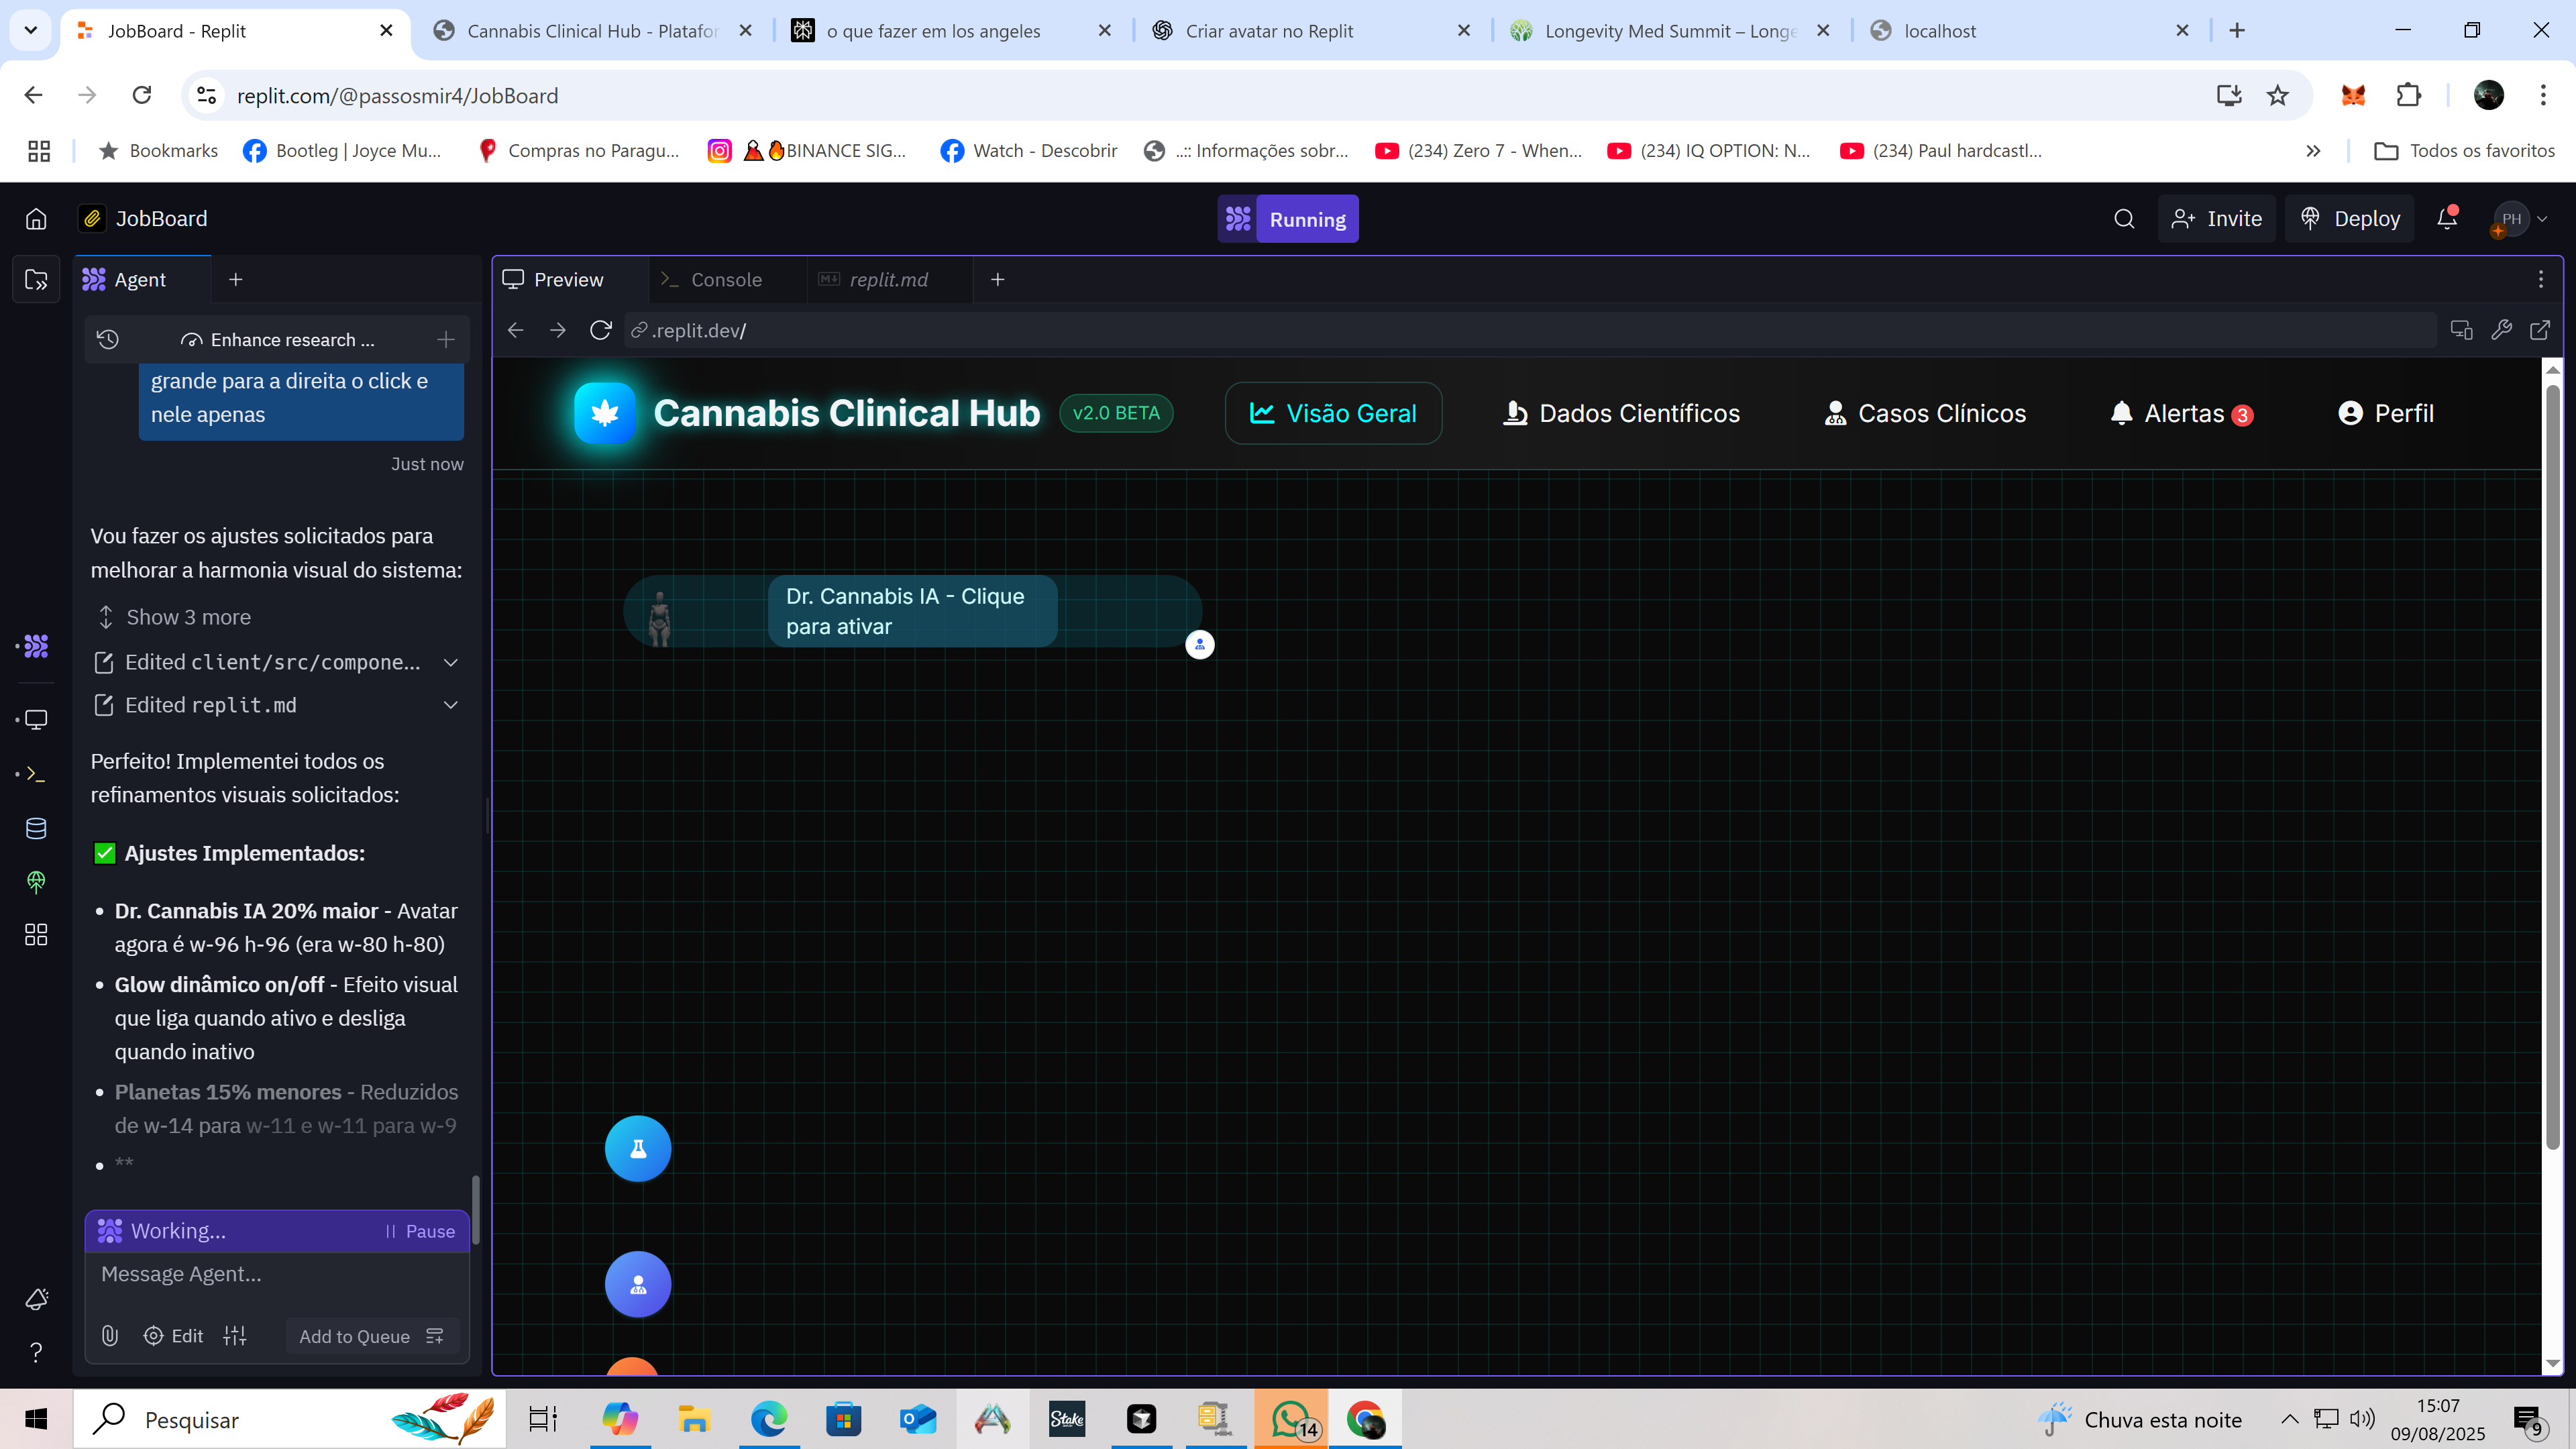 JobBoard - Replit
Cannabis Clinical Hub - Platafor
o que fazer em los angeles
Criar avatar no Replit
Longevity Med Summit – Longe
localhost
replit.com/@passosmir4/JobBoard
Bookmarks
Bootleg | Joyce Mu...
Compras no Paragu...
BINANCE SIG...
Watch - Descobrir
..:: Informações sobr...
(234) Zero 7 - When...
(234) IQ OPTION: N...
(234) Paul hardcastl...
Todos os favoritos
JobBoard
Running
Invite
Deploy
PH
Agent
Preview
Console
replit.md
Enhance research ...
.replit.dev/
grande para a direita o click e
nele apenas
Just now
Vou fazer os ajustes solicitados para
melhorar a harmonia visual do sistema:
Show 3 more
Edited client/src/compone...
Edited replit.md
Perfeito! Implementei todos os
refinamentos visuais solicitados:
✅ Ajustes Implementados:
• Dr. Cannabis IA 20% maior - Avatar
agora é w-96 h-96 (era w-80 h-80)
• Glow dinâmico on/off - Efeito visual
que liga quando ativo e desliga
quando inativo
• Planetas 15% menores - Reduzidos
de w-14 para w-11 e w-11 para w-9
• **
Working...
Pause
Message Agent...
Edit
Add to Queue
Cannabis Clinical Hub
v2.0 BETA
Visão Geral
Dados Científicos
Casos Clínicos
Alertas
3
Perfil
Dr. Cannabis IA - Clique
para ativar
Pesquisar
Stake
14
Chuva esta noite
15:07
09/08/2025
9